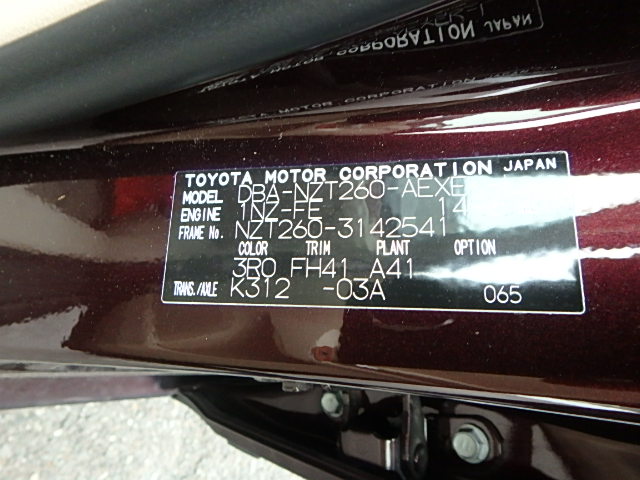 TOYOTA MOTOR CORPORATION JAPAN
MODEL DBA-NZT260-AEXE
ENGINE 1NZ-FE
FRAME No. NZT260-3142541
COLOR TRIM PLANT
3R0 FH41 A41
TRANS./AXLE K312 -03A 065